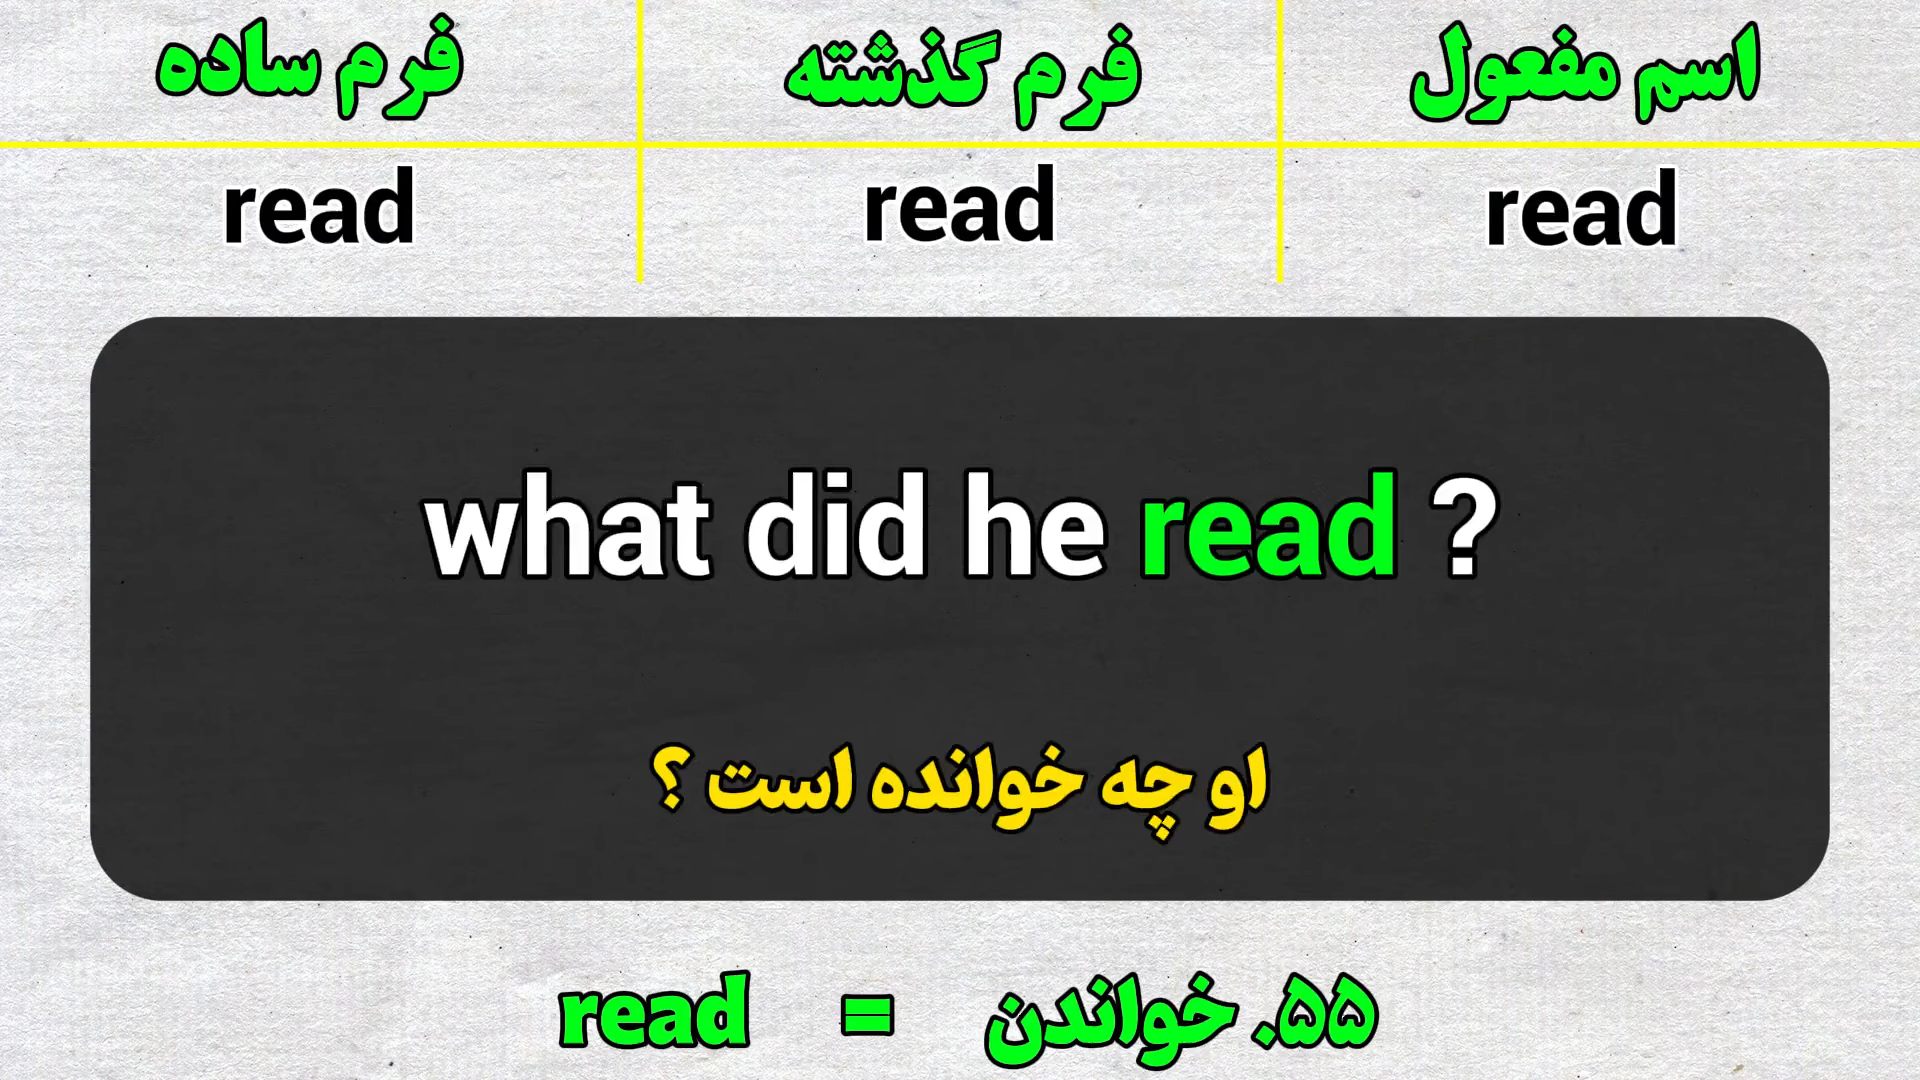 فرم ساده فرم گذشته اسم مفعول
read read read
what did he read ?
او چه خوانده است ؟
read = ۵۵. خواندن